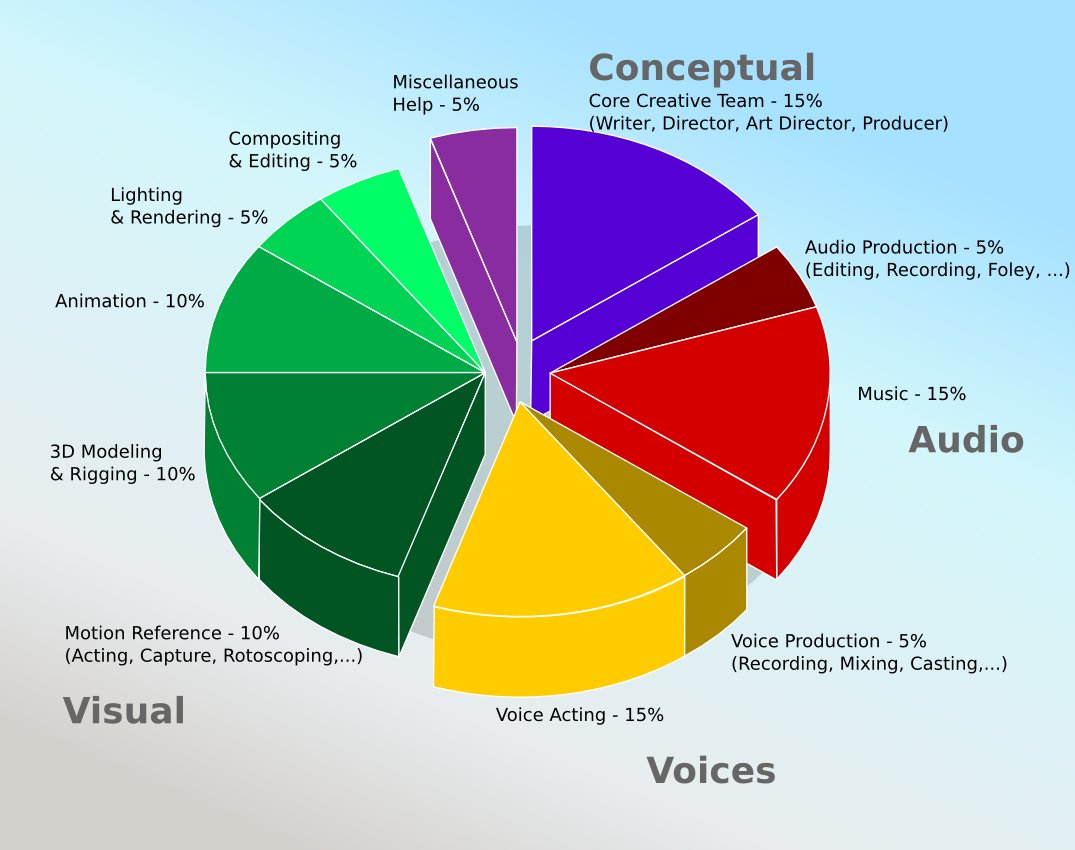 Conceptual
Core Creative Team - 15%
(Writer, Director, Art Director, Producer)
Miscellaneous
Help - 5%
Compositing
& Editing - 5%
Lighting
& Rendering - 5%
Audio Production - 5%
(Editing, Recording, Foley, ...)
Animation - 10%
Music - 15%
Audio
3D Modeling
& Rigging - 10%
Motion Reference - 10%
(Acting, Capture, Rotoscoping,...)
Visual
Voice Production - 5%
(Recording, Mixing, Casting,...)
Voice Acting - 15%
Voices